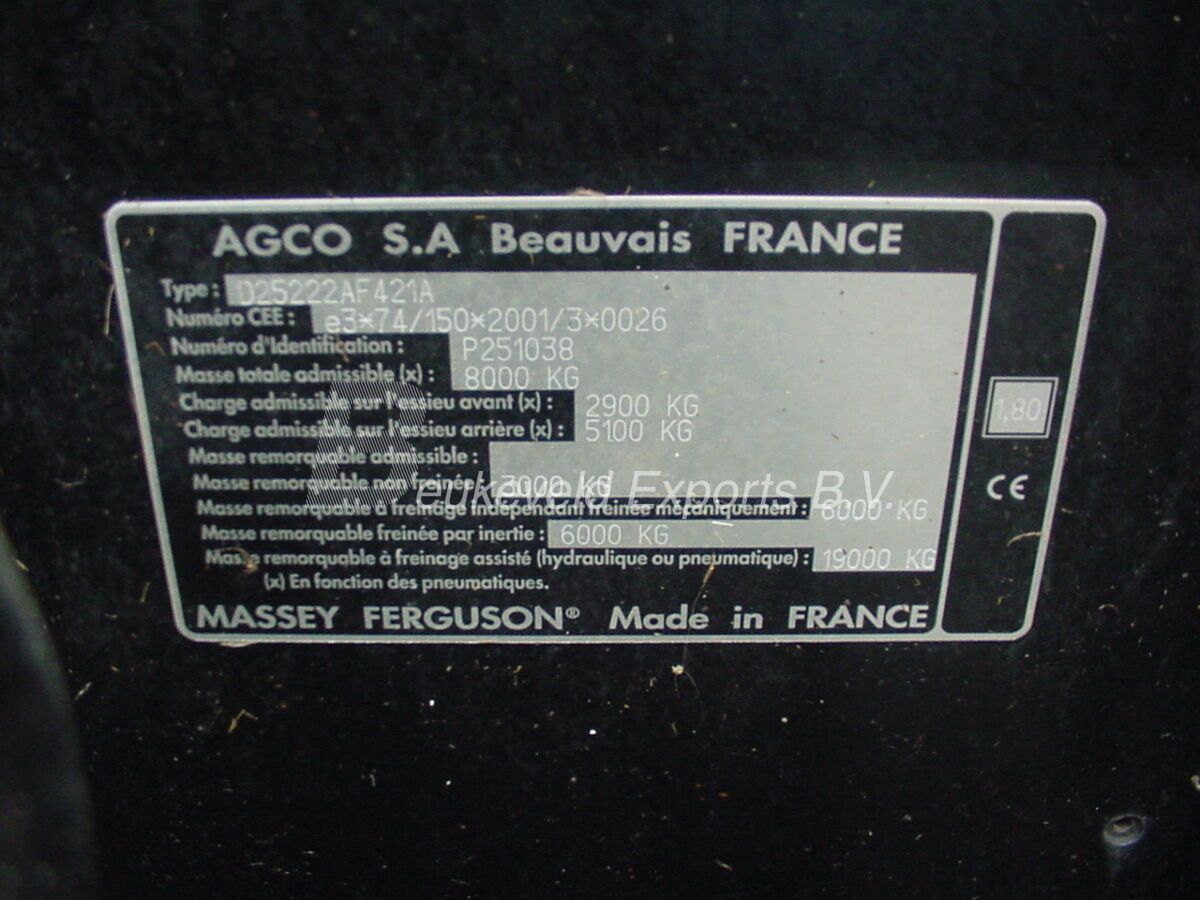 AGCO S.A Beauvais FRANCE
Type : D25222AF421A
Numéro CEE : e3*74/150*2001/3*0026
Numéro d'Identification : P251038
Masse totale admissible (x) : 8000 KG
Charge admissible sur l'essieu avant (x) : 2900 KG
Charge admissible sur l'essieu arrière (x) : 5100 KG
Masse remorquable admissible :
Masse remorquable non freinée : 3000 KG
Masse remorquable à freinage indépendant freinée mécaniquement : 6000 KG
Masse remorquable freinée par inertie : 6000 KG
Masse remorquable à freinage assisté (hydraulique ou pneumatique) : 19000 KG
(x) En fonction des pneumatiques.
MASSEY FERGUSON® Made in FRANCE
1,80
CE
Beukeveld Exports B.V.